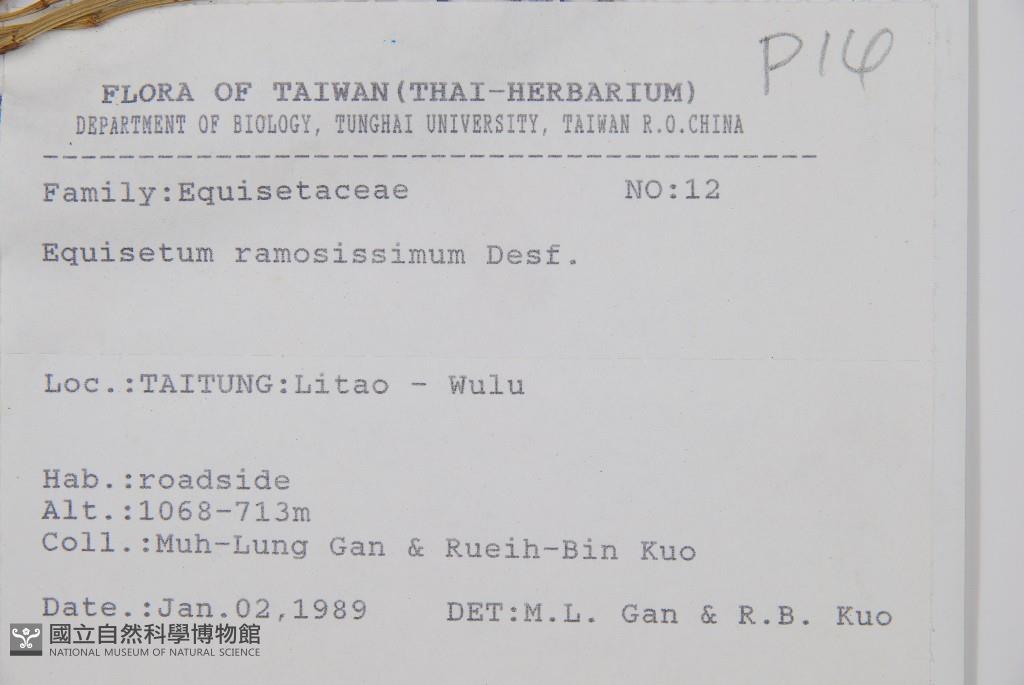 P14
FLORA OF TAIWAN(THAI-HERBARIUM)
DEPARTMENT OF BIOLOGY, TUNGHAI UNIVERSITY, TAIWAN R.O.CHINA
----------------------------------------
Family:Equisetaceae NO:12
Equisetum ramosissimum Desf.
Loc.:TAITUNG:Litao - Wulu
Hab.:roadside
Alt.:1068-713m
Coll.:Muh-Lung Gan & Rueih-Bin Kuo
Date.:Jan.02,1989 DET:M.L. Gan & R.B. Kuo
國立自然科學博物館
NATIONAL MUSEUM OF NATURAL SCIENCE